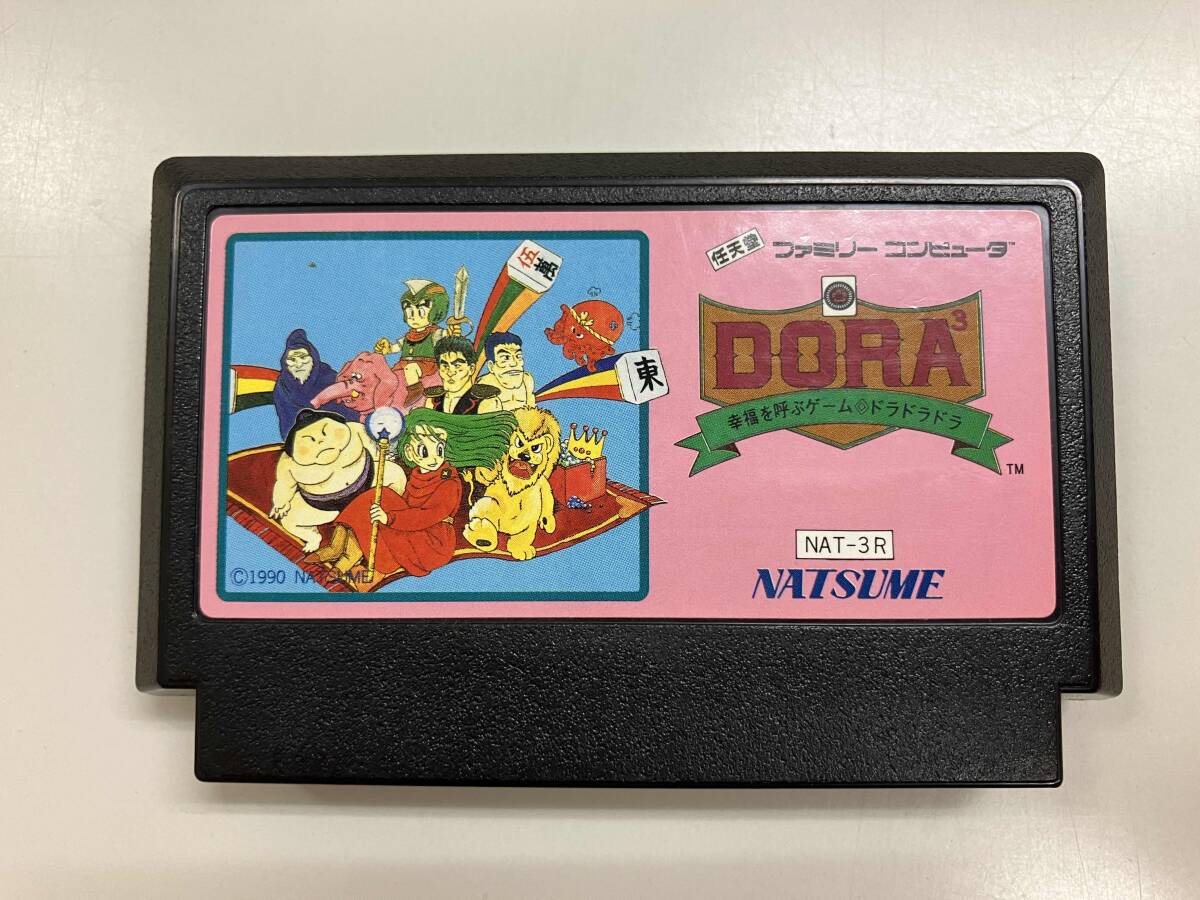 伍萬
東
©1990 NATSUME
任天堂 ファミリーコンピュータ™
DORA³
幸福を呼ぶゲーム◎ドラドラドラ
TM
NAT-3R
NATSUME